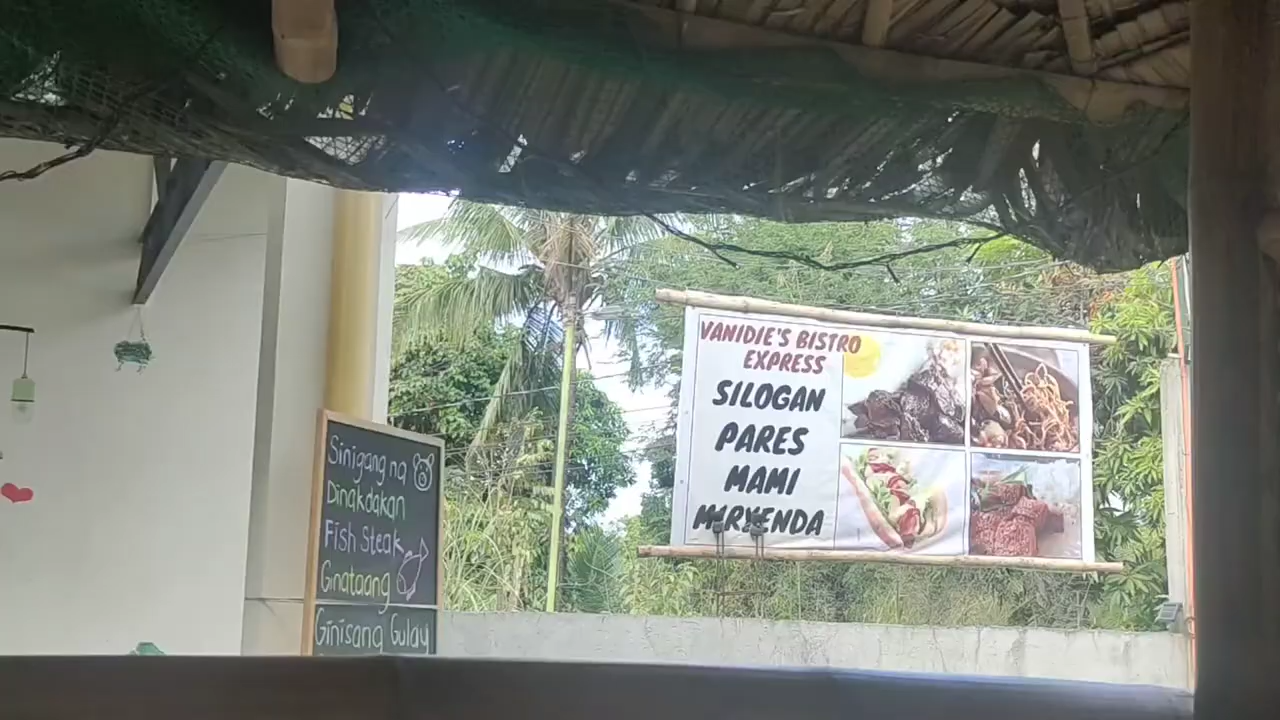 Sinigang na
Dinakdakan
Fish Steak
Ginataang
Ginisang Gulay
VANIDIE'S BISTRO
EXPRESS
SILOGAN
PARES
MAMI
MIRYENDA